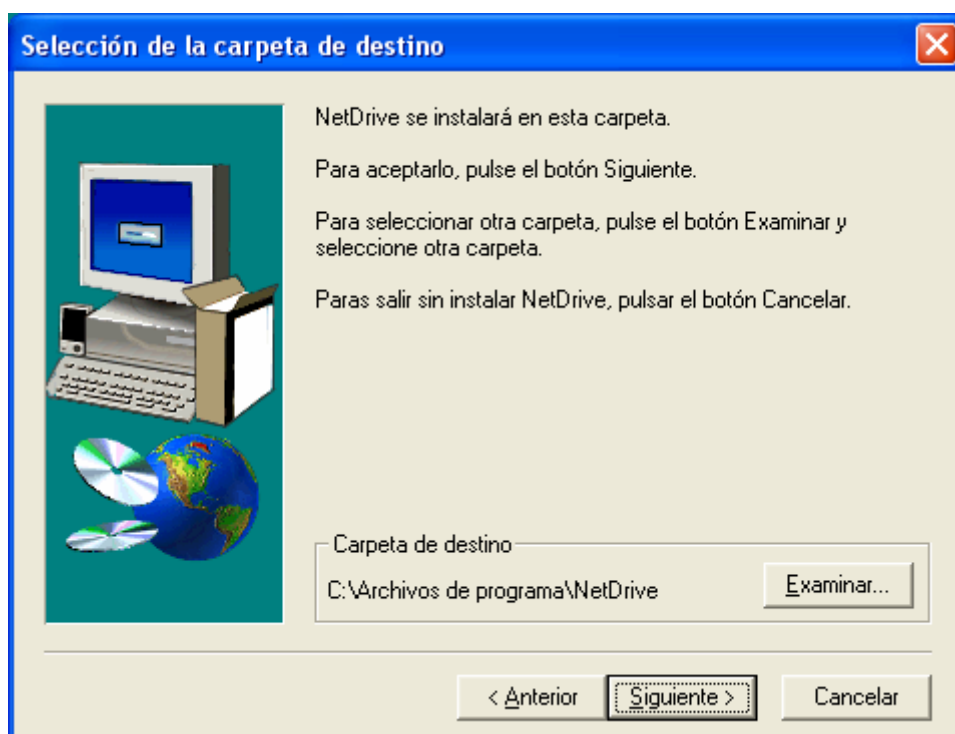 Selección de la carpeta de destino
NetDrive se instalará en esta carpeta.
Para aceptarlo, pulse el botón Siguiente.
Para seleccionar otra carpeta, pulse el botón Examinar y
seleccione otra carpeta.
Paras salir sin instalar NetDrive, pulsar el botón Cancelar.
Carpeta de destino
C:\Archivos de programa\NetDrive
Examinar...
< Anterior
Siguiente >
Cancelar